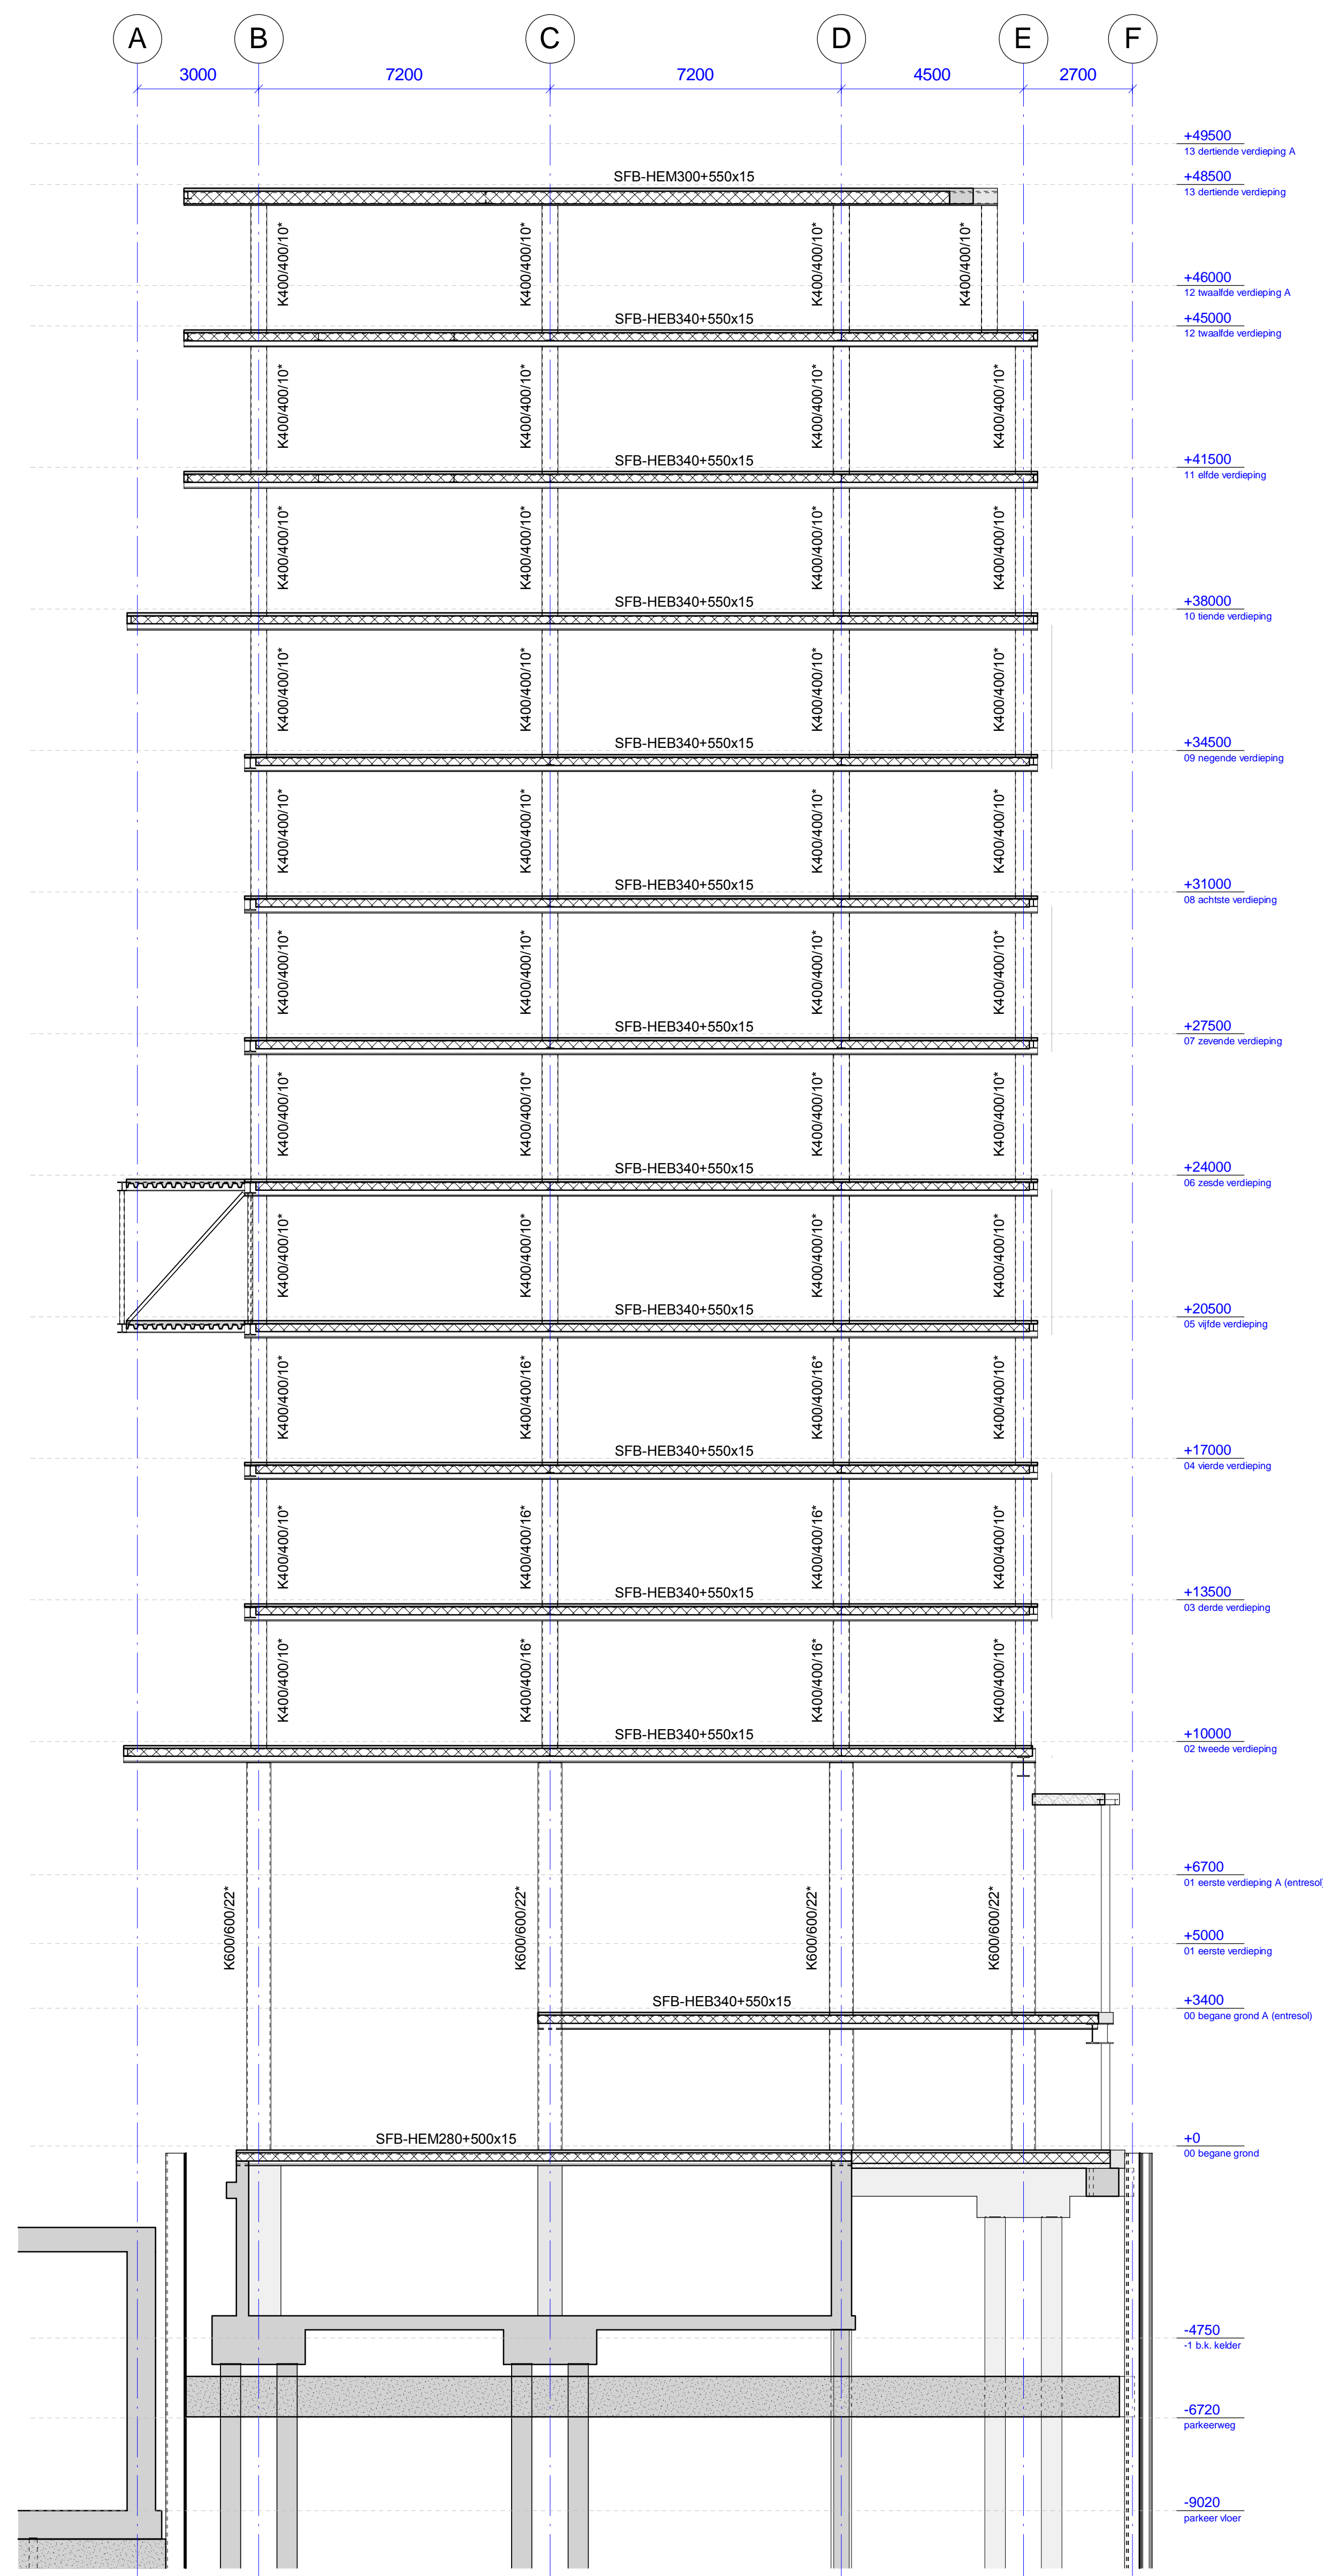 A B C D E F
3000 7200 7200 4500 2700
+49500
13 dertiende verdieping A
SFB-HEM300+550x15
+48500
13 dertiende verdieping
K400/400/10* K400/400/10* K400/400/10* K400/400/10*
+46000
12 twaalfde verdieping A
SFB-HEB340+550x15
+45000
12 twaalfde verdieping
K400/400/10* K400/400/10* K400/400/10* K400/400/10*
SFB-HEB340+550x15
+41500
11 elfde verdieping
K400/400/10* K400/400/10* K400/400/10* K400/400/10*
SFB-HEB340+550x15
+38000
10 tiende verdieping
K400/400/10* K400/400/10* K400/400/10* K400/400/10*
SFB-HEB340+550x15
+34500
09 negende verdieping
K400/400/10* K400/400/10* K400/400/10* K400/400/10*
SFB-HEB340+550x15
+31000
08 achtste verdieping
K400/400/10* K400/400/10* K400/400/10* K400/400/10*
SFB-HEB340+550x15
+27500
07 zevende verdieping
K400/400/10* K400/400/10* K400/400/10* K400/400/10*
SFB-HEB340+550x15
+24000
06 zesde verdieping
K400/400/10* K400/400/10* K400/400/10* K400/400/10*
SFB-HEB340+550x15
+20500
05 vijfde verdieping
K400/400/10* K400/400/16* K400/400/16* K400/400/10*
SFB-HEB340+550x15
+17000
04 vierde verdieping
K400/400/10* K400/400/16* K400/400/16* K400/400/10*
SFB-HEB340+550x15
+13500
03 derde verdieping
K400/400/10* K400/400/16* K400/400/16* K400/400/10*
SFB-HEB340+550x15
+10000
02 tweede verdieping
+6700
01 eerste verdieping A (entresol
K600/600/22* K600/600/22* K600/600/22* K600/600/22*
+5000
01 eerste verdieping
SFB-HEB340+550x15
+3400
00 begane grond A (entresol)
SFB-HEM280+500x15
+0
00 begane grond
-4750
-1 b.k. kelder
-6720
parkeerweg
-9020
parkeer vloer